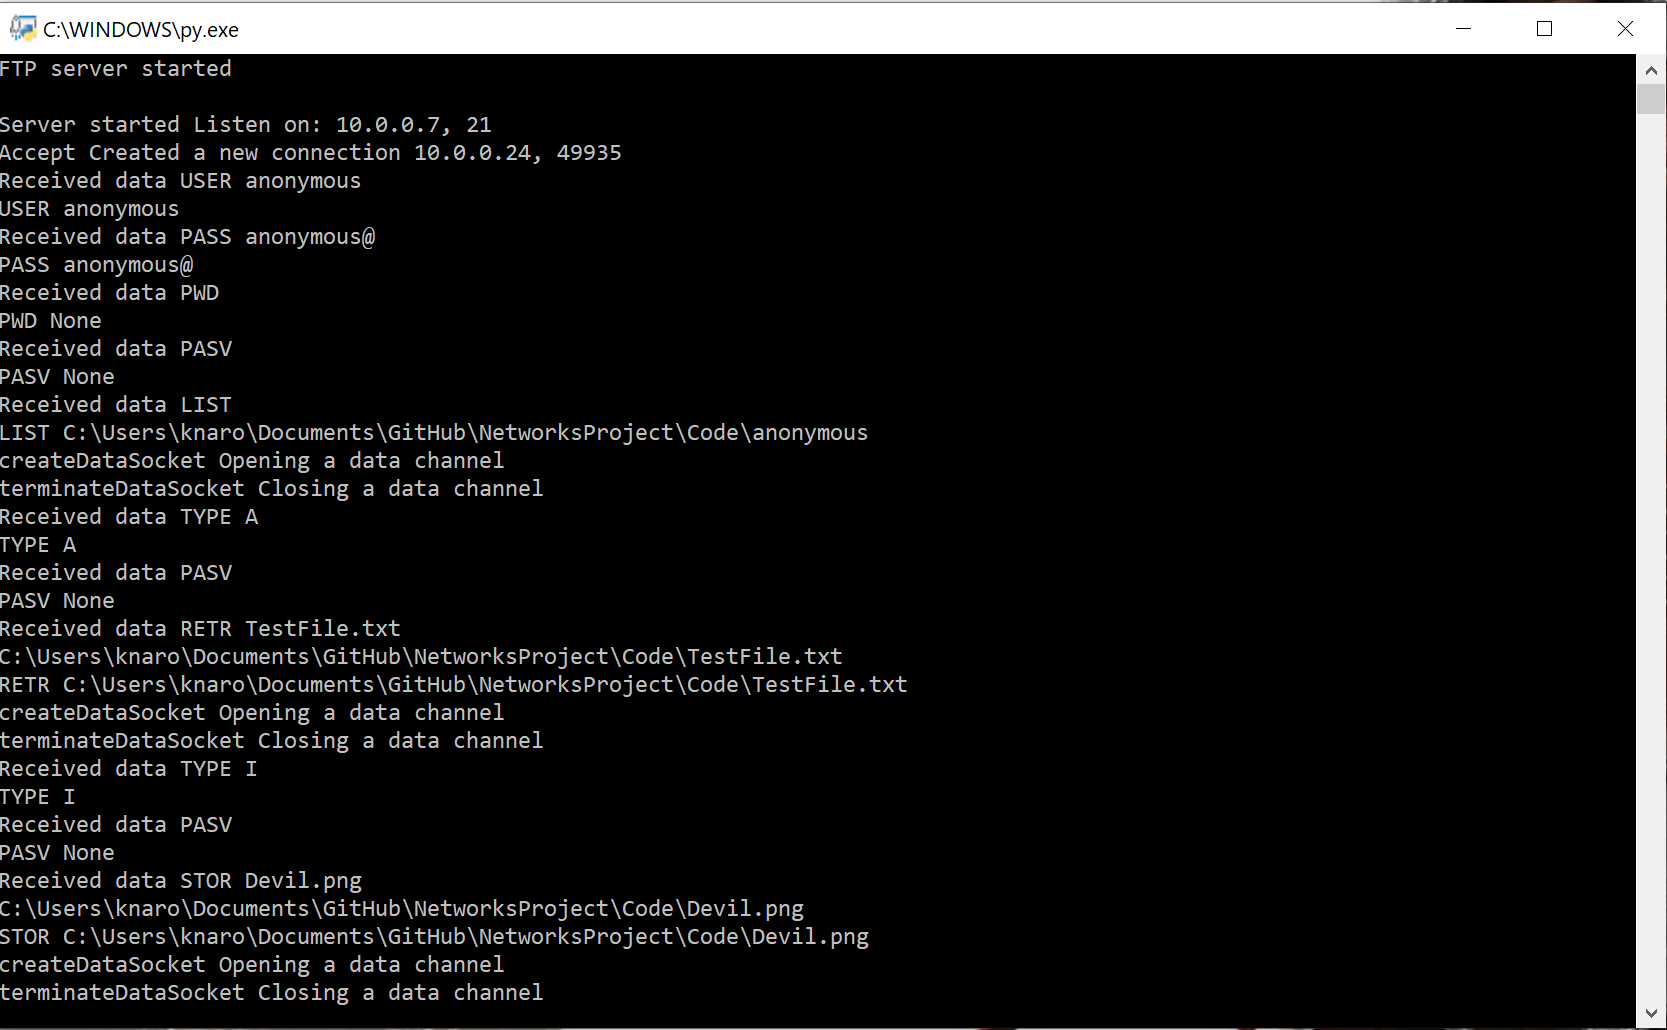 C:\WINDOWS\py.exe
FTP server started
Server started Listen on: 10.0.0.7, 21
Accept Created a new connection 10.0.0.24, 49935
Received data USER anonymous
USER anonymous
Received data PASS anonymous@
PASS anonymous@
Received data PWD
PWD None
Received data PASV
PASV None
Received data LIST
LIST C:\Users\knaro\Documents\GitHub\NetworksProject\Code\anonymous
createDataSocket Opening a data channel
terminateDataSocket Closing a data channel
Received data TYPE A
TYPE A
Received data PASV
PASV None
Received data RETR TestFile.txt
C:\Users\knaro\Documents\GitHub\NetworksProject\Code\TestFile.txt
RETR C:\Users\knaro\Documents\GitHub\NetworksProject\Code\TestFile.txt
createDataSocket Opening a data channel
terminateDataSocket Closing a data channel
Received data TYPE I
TYPE I
Received data PASV
PASV None
Received data STOR Devil.png
C:\Users\knaro\Documents\GitHub\NetworksProject\Code\Devil.png
STOR C:\Users\knaro\Documents\GitHub\NetworksProject\Code\Devil.png
createDataSocket Opening a data channel
terminateDataSocket Closing a data channel